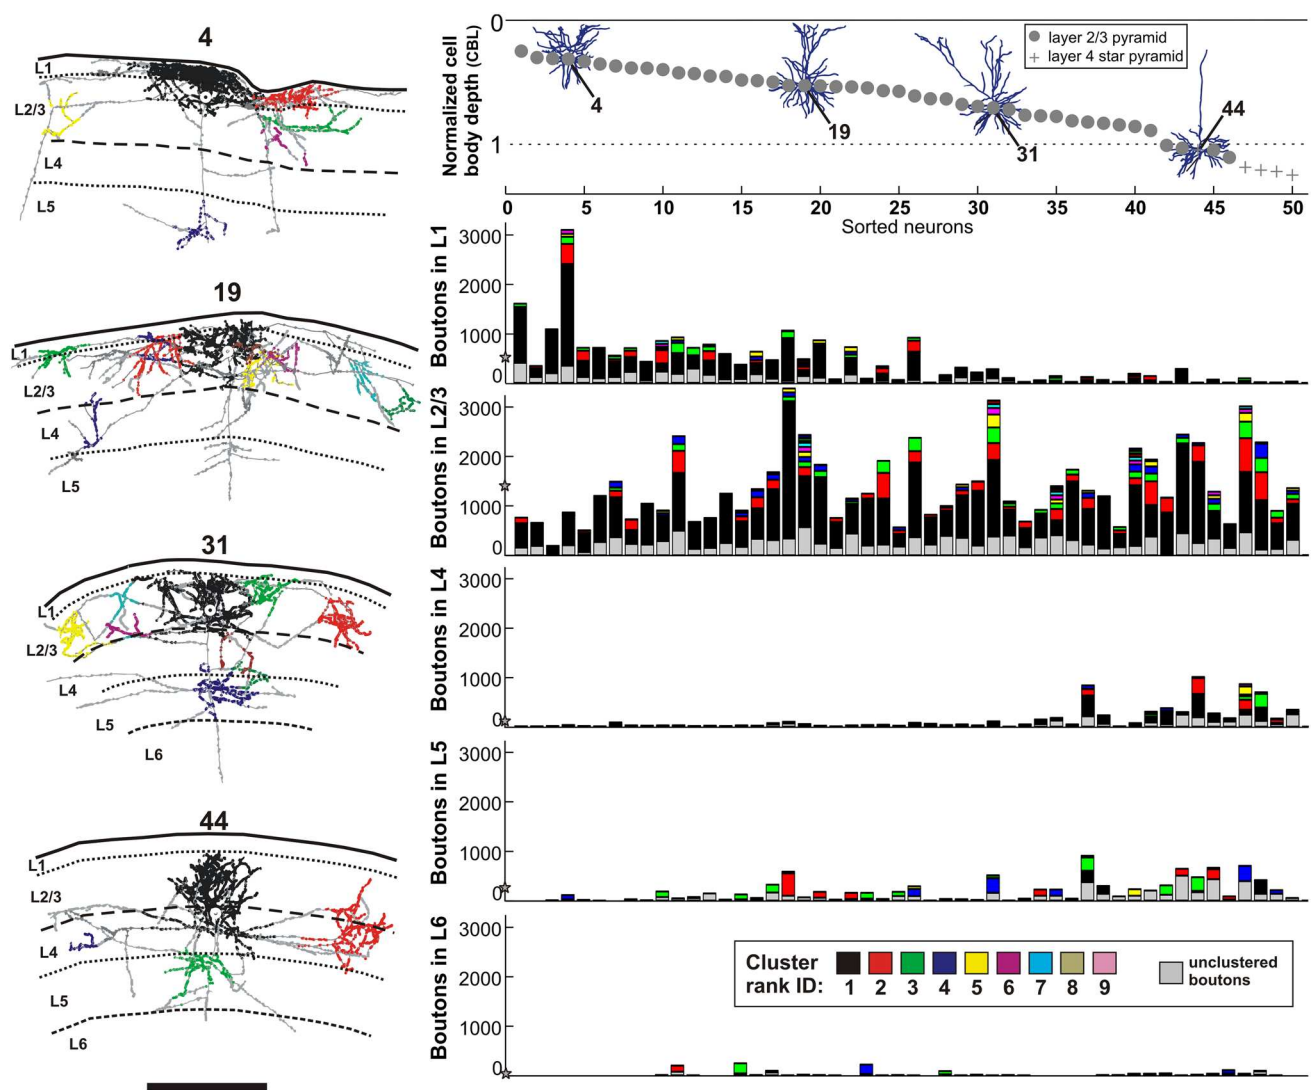 4
L1
L2/3
L4
L5
19
L1
L2/3
L4
L5
31
L1
L2/3
L4
L5
L6
44
L1
L2/3
L4
L5
L6
Normalized cell
body depth (CBL)
0
1
layer 2/3 pyramid
layer 4 star pyramid
4
19
31
44
0 5 10 15 20 25 30 35 40 45 50
Sorted neurons
Boutons in L1
3000
2000
1000
0
Boutons in L2/3
3000
2000
1000
0
Boutons in L4
3000
2000
1000
0
Boutons in L5
3000
2000
1000
0
Boutons in L6
3000
2000
1000
0
Cluster
rank ID: 1 2 3 4 5 6 7 8 9
unclustered
boutons